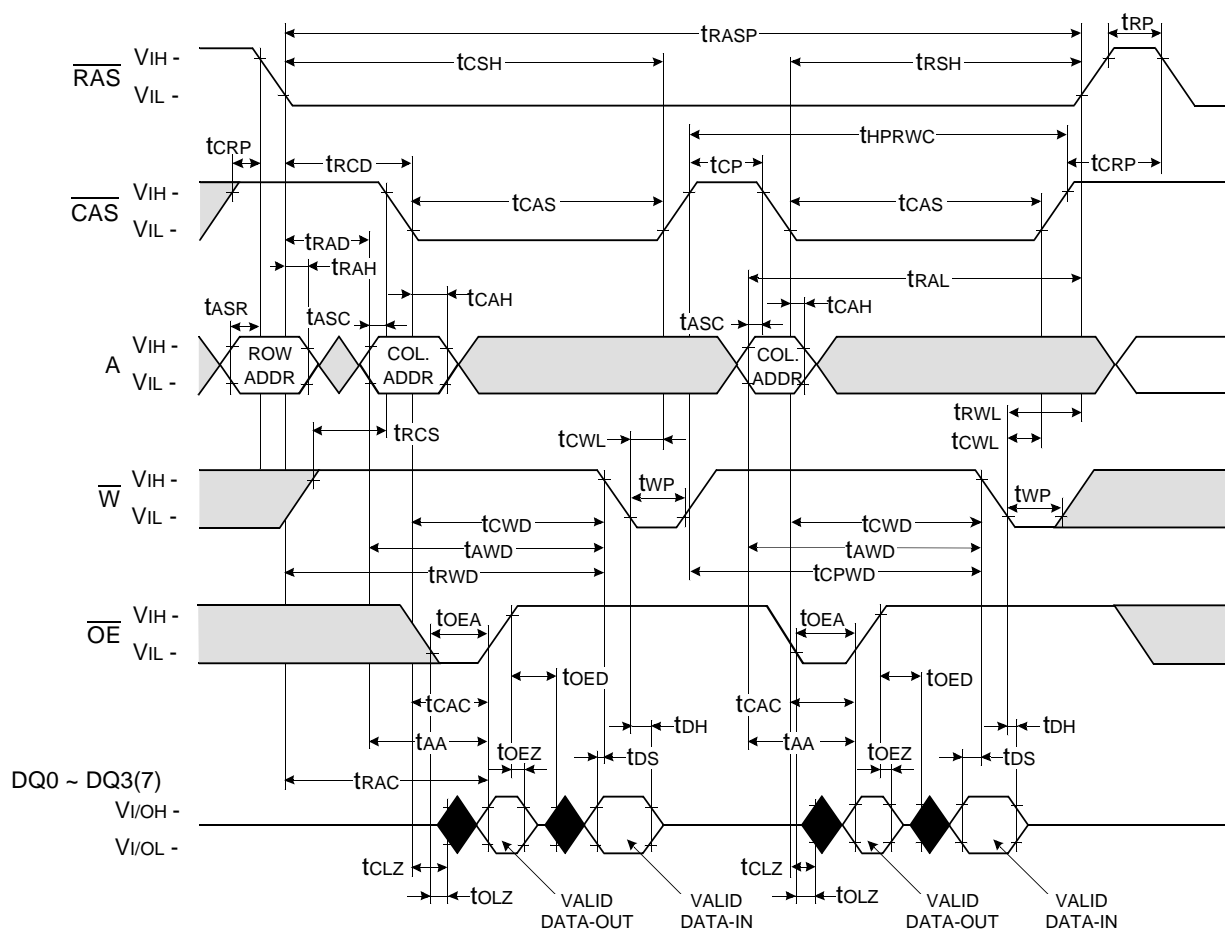 tRASP
tRP
tCSH
tRSH
RAS
VIH -
VIL -
tHPRWC
tCRP
tRCD
tCP
tCRP
CAS
VIH -
VIL -
tCAS
tCAS
tRAD
tRAH
tRAL
tASR
tASC
tCAH
tASC
tCAH
A
VIH -
VIL -
ROW
ADDR
COL.
ADDR
COL.
ADDR
tRWL
tRCS
tCWL
tCWL
W
VIH -
VIL -
tWP
tWP
tCWD
tCWD
tAWD
tAWD
tRWD
tCPWD
OE
VIH -
VIL -
tOEA
tOEA
tOED
tOED
tCAC
tCAC
tDH
tDH
tAA
tOEZ
tDS
tAA
tOEZ
tDS
tRAC
DQ0 ~ DQ3(7)
VI/OH -
VI/OL -
tCLZ
tCLZ
tOLZ
tOLZ
VALID
DATA-OUT
VALID
DATA-IN
VALID
DATA-OUT
VALID
DATA-IN